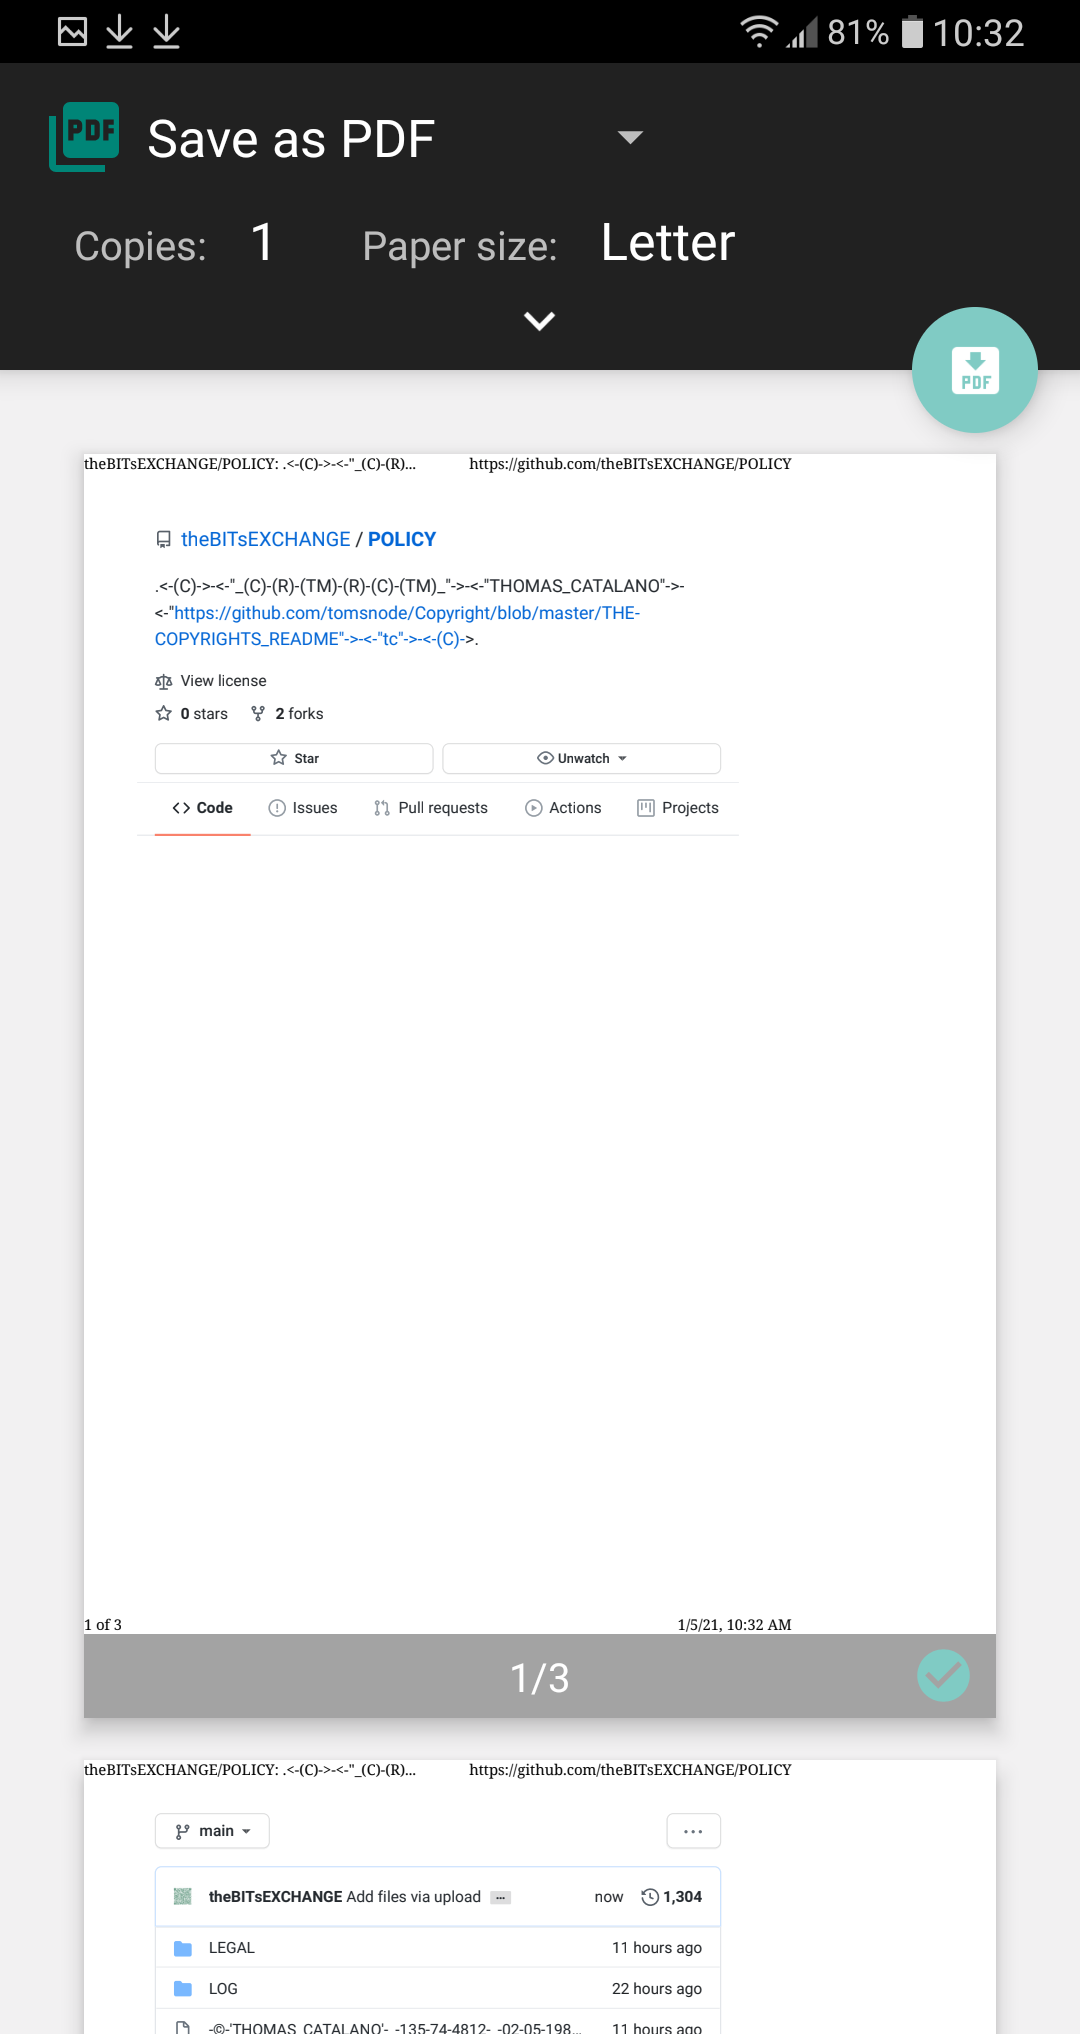 81% 10:32
PDF Save as PDF
Copies: 1 Paper size: Letter
PDF
theBITsEXCHANGE/POLICY: .<-(C)->-<-"_(C)-(R)... https://github.com/theBITsEXCHANGE/POLICY
theBITsEXCHANGE / POLICY
.<-(C)->-<-"_(C)-(R)-(TM)-(R)-(C)-(TM)_"->-<-"THOMAS_CATALANO"->-
<-"https://github.com/tomsnode/Copyright/blob/master/THE-
COPYRIGHTS_README"->-<-"tc"->-<-(C)->.
View license
0 stars 2 forks
Star Unwatch
Code Issues Pull requests Actions Projects
1 of 3 1/5/21, 10:32 AM
1/3
theBITsEXCHANGE/POLICY: .<-(C)->-<-"_(C)-(R)... https://github.com/theBITsEXCHANGE/POLICY
main ...
theBITsEXCHANGE Add files via upload ... now 1,304
LEGAL 11 hours ago
LOG 22 hours ago
-©-'THOMAS_CATALANO'-_-135-74-4812-_-02-05-198... 11 hours ago